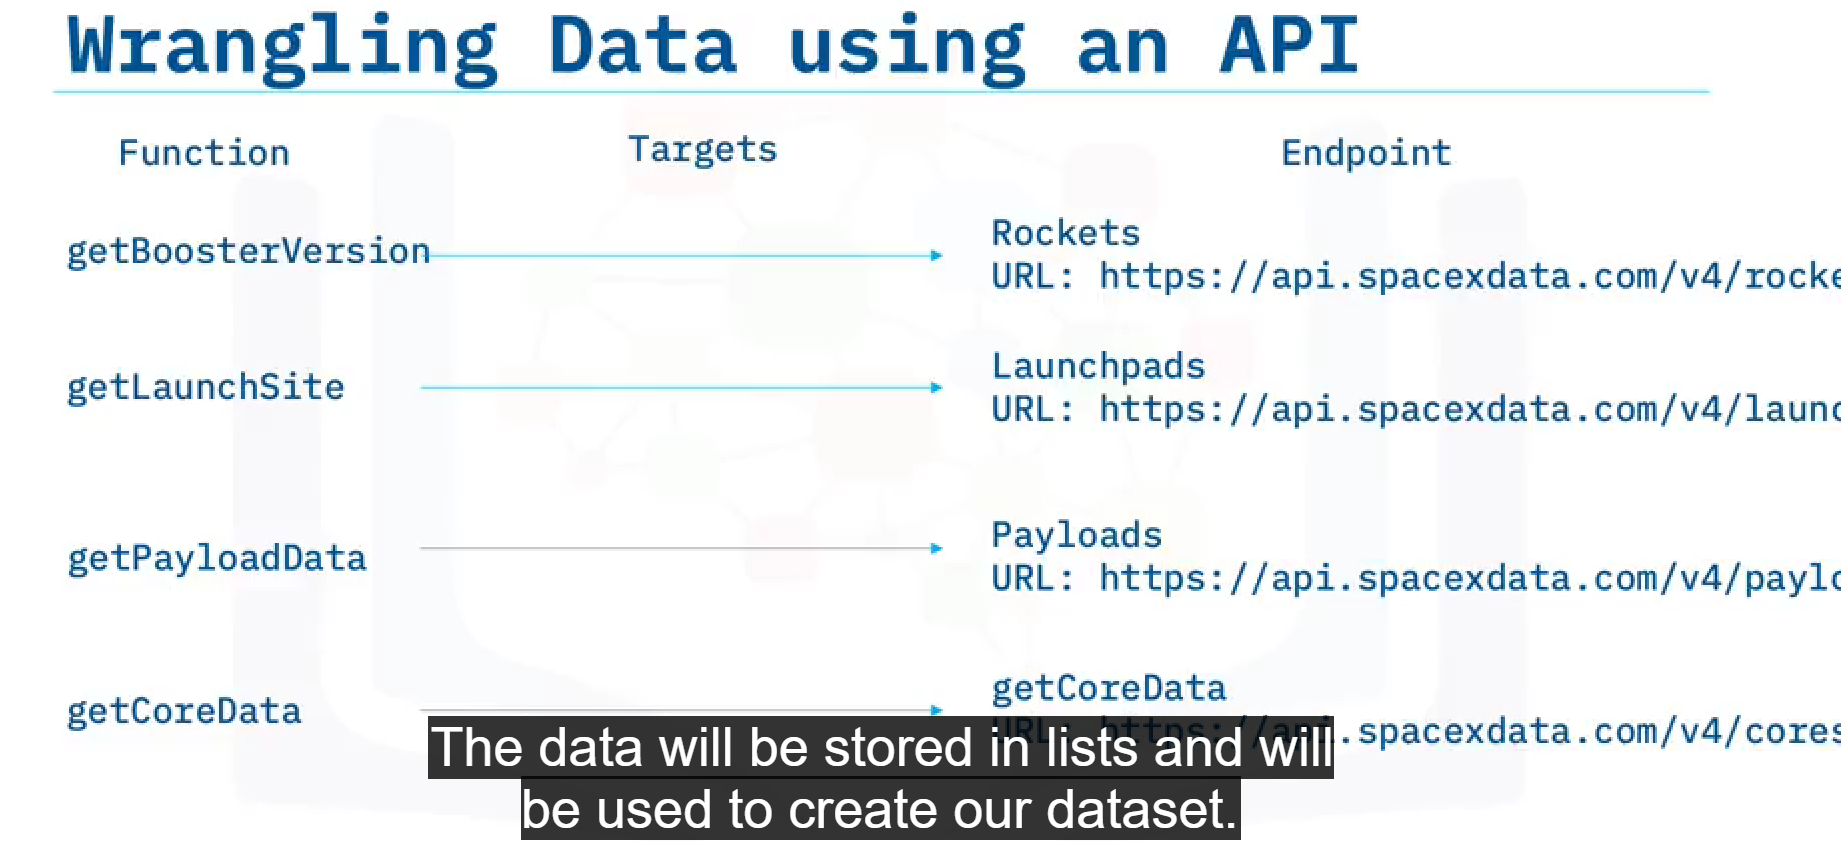 Wrangling Data using an API
Function Targets Endpoint
getBoosterVersion
Rockets
URL: https://api.spacexdata.com/v4/rocke
getLaunchSite
Launchpads
URL: https://api.spacexdata.com/v4/launc
getPayloadData
Payloads
URL: https://api.spacexdata.com/v4/paylo
getCoreData
getCoreData
URL: https://api.spacexdata.com/v4/cores
The data will be stored in lists and will
be used to create our dataset.